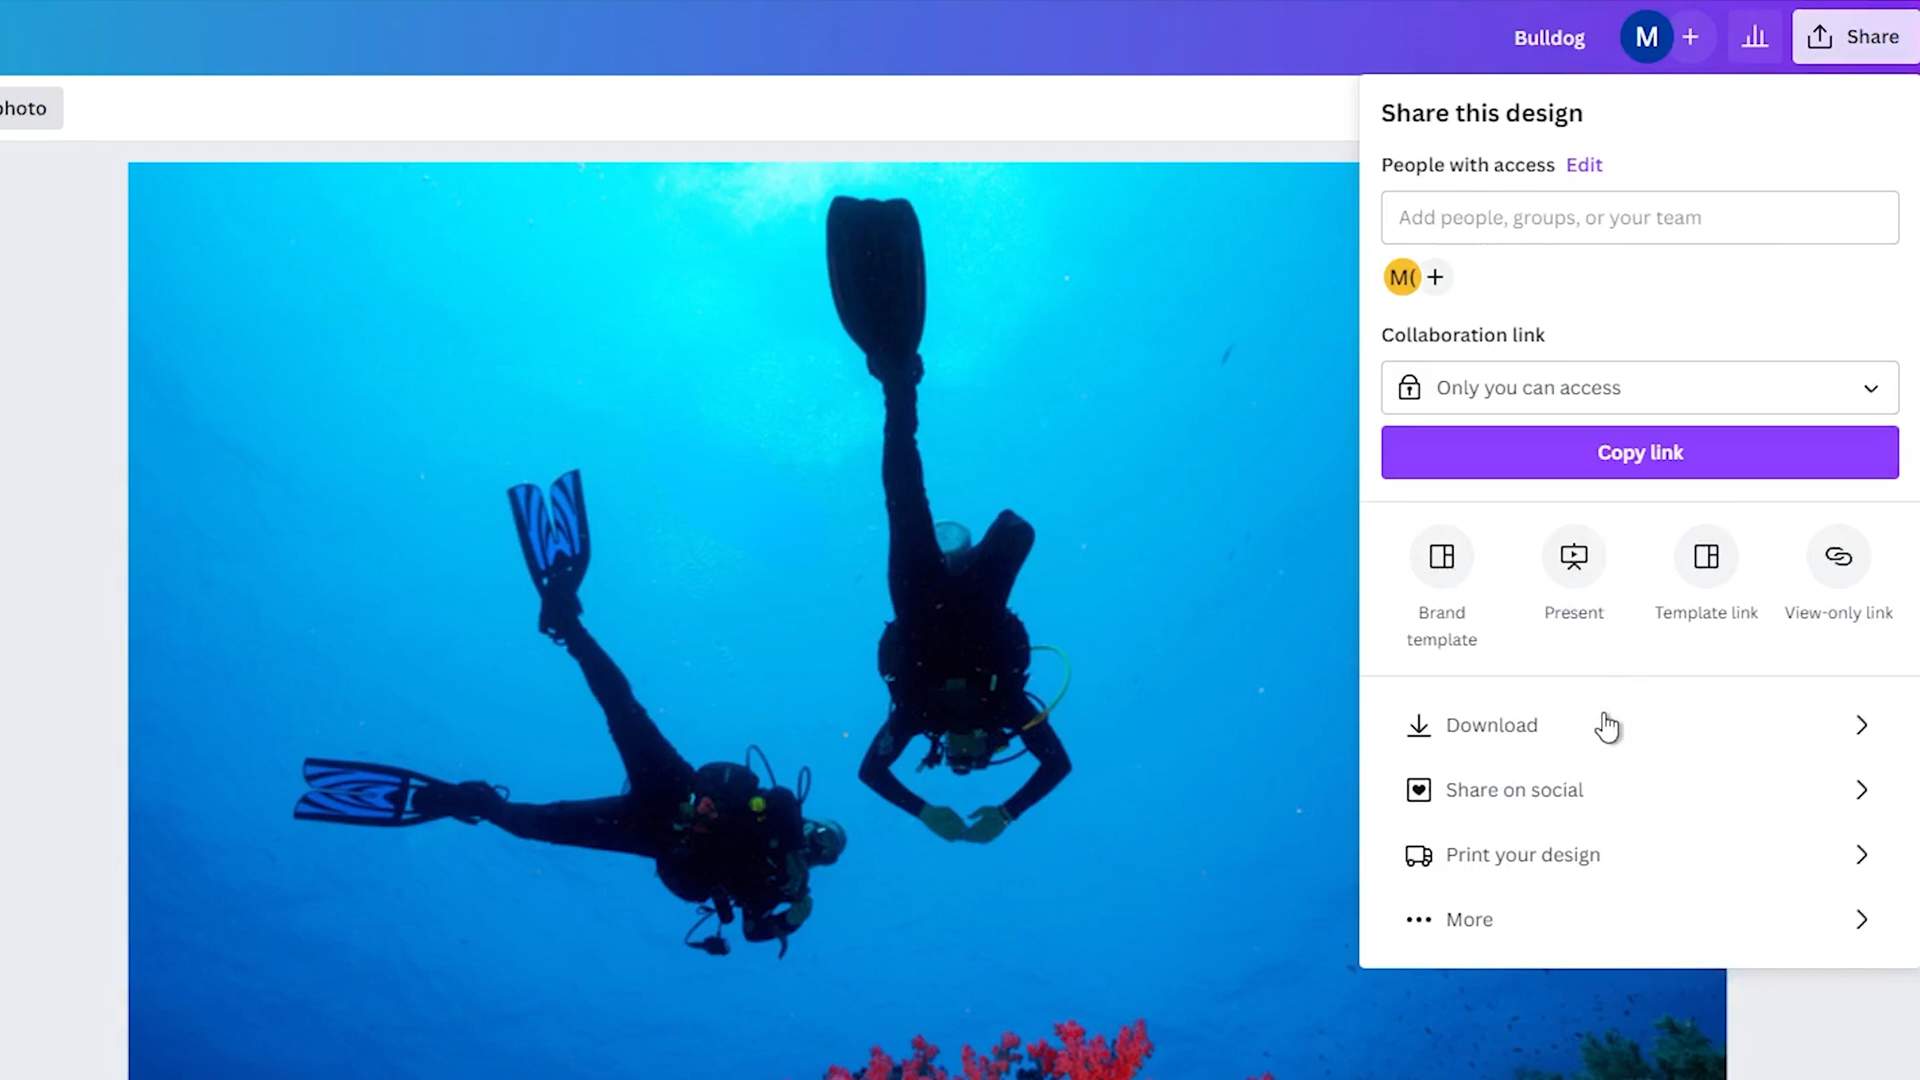 Bulldog
M
Share
photo
Share this design
People with access Edit
Add people, groups, or your team
M(
Collaboration link
Only you can access
Copy link
Brand template
Present
Template link
View-only link
Download
Share on social
Print your design
More